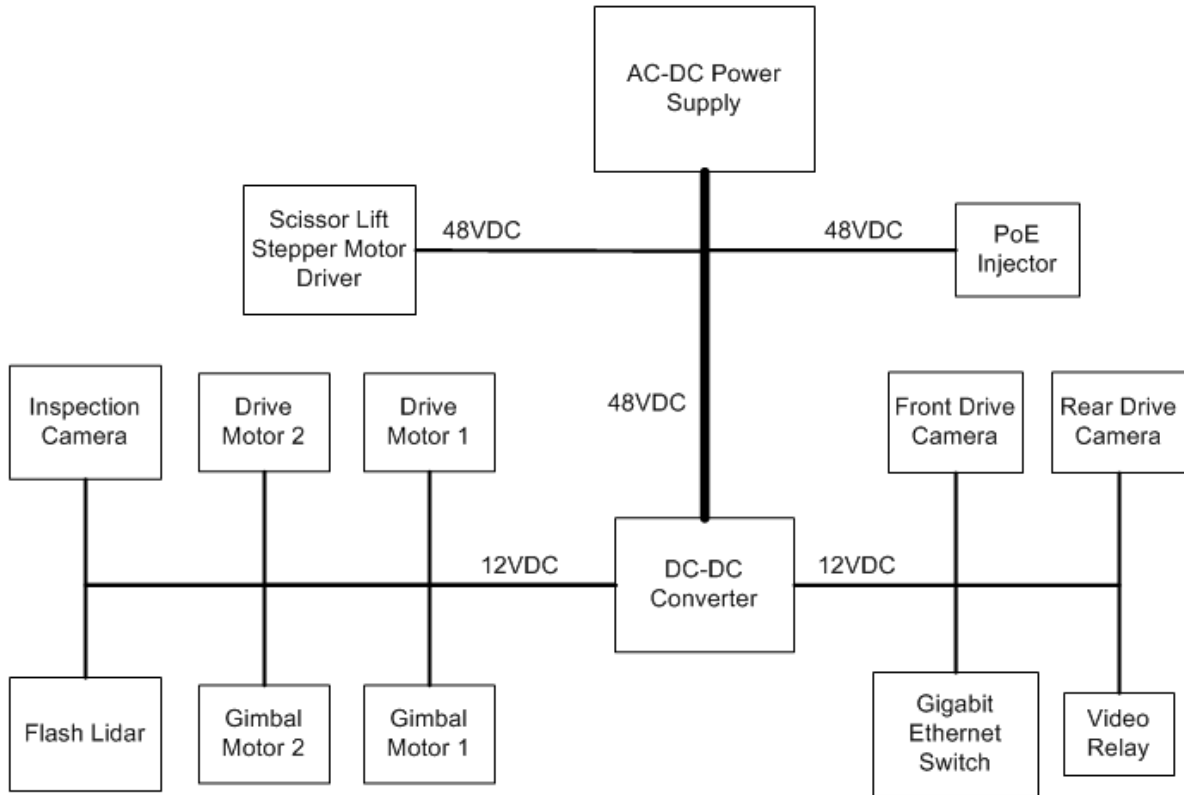 AC-DC Power
Supply
Scissor Lift
Stepper Motor
Driver
48VDC
48VDC
PoE
Injector
Inspection
Camera
Drive
Motor 2
Drive
Motor 1
48VDC
Front Drive
Camera
Rear Drive
Camera
12VDC
DC-DC
Converter
12VDC
Flash Lidar
Gimbal
Motor 2
Gimbal
Motor 1
Gigabit
Ethernet
Switch
Video
Relay